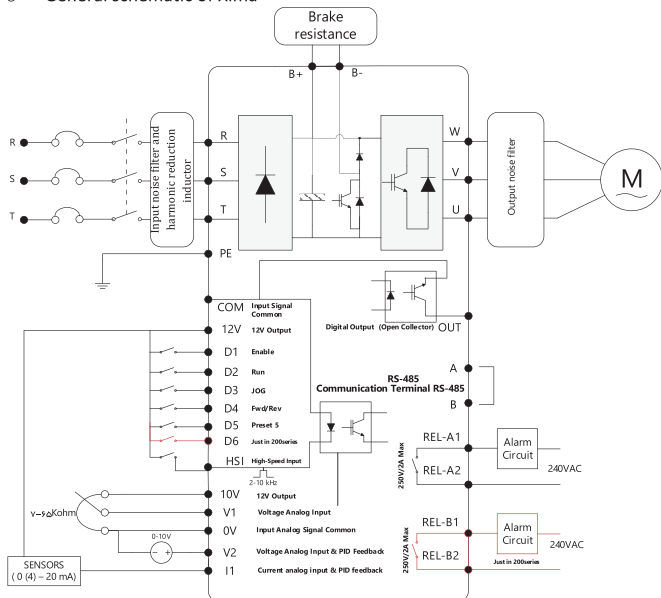 General schematic of Xima
Brake
resistance
B+
B-
R
S
T
Input noise filter and
harmonic reduction
inductor
R
S
T
W
V
U
Output noise filter
M
PE
COM Input Signal
Common
12V 12V Output
D1 Enable
D2 Run
D3 JOG
D4 Fwd/Rev
D5 Preset 5
D6 Just in 200series
HSI High-Speed Input
2-10 kHz
10V 12V Output
V1 Voltage Analog Input
0V Input Analog Signal Common
V2 Voltage Analog Input & PID Feedback
I1 Current analog input & PID feedback
۲-۶۵Kohm
0-10V
- +
SENSORS
( 0 (4) – 20 mA)
Digital Output (Open Collector) OUT
RS-485
Communication Terminal RS-485
A
B
REL-A1
REL-A2
250V/2A Max
Alarm
Circuit
240VAC
REL-B1
REL-B2
250V/2A Max
Alarm
Circuit
240VAC
Just in 200series